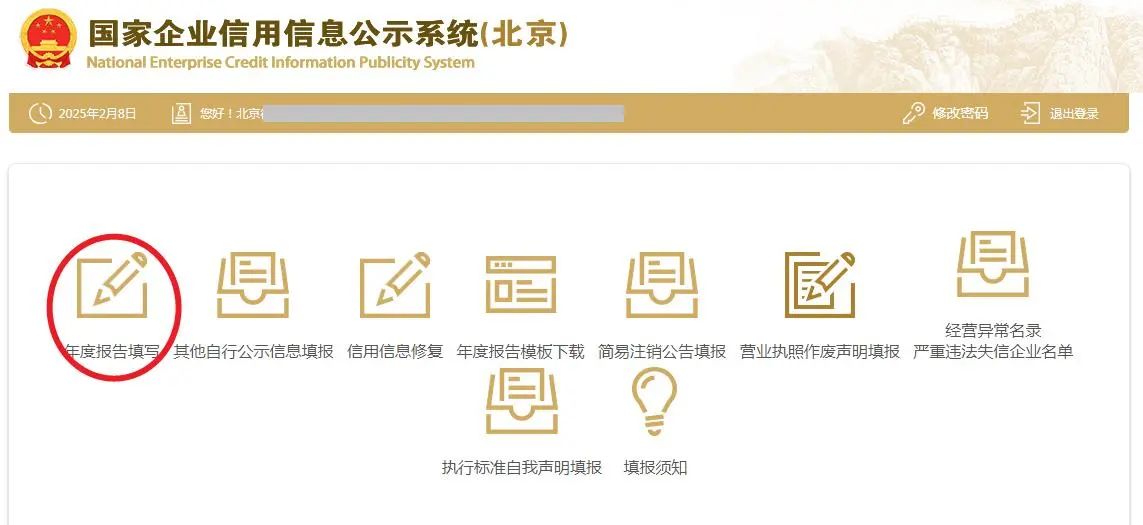 国家企业信用信息公示系统(北京)
National Enterprise Credit Information Publicity System
2025年2月8日 您好！北京 修改密码 退出登录
年度报告填写 其他自行公示信息填报 信用信息修复 年度报告模板下载 简易注销公告填报 营业执照作废声明填报 经营异常名录
严重违法失信企业名单
执行标准自我声明填报 填报须知